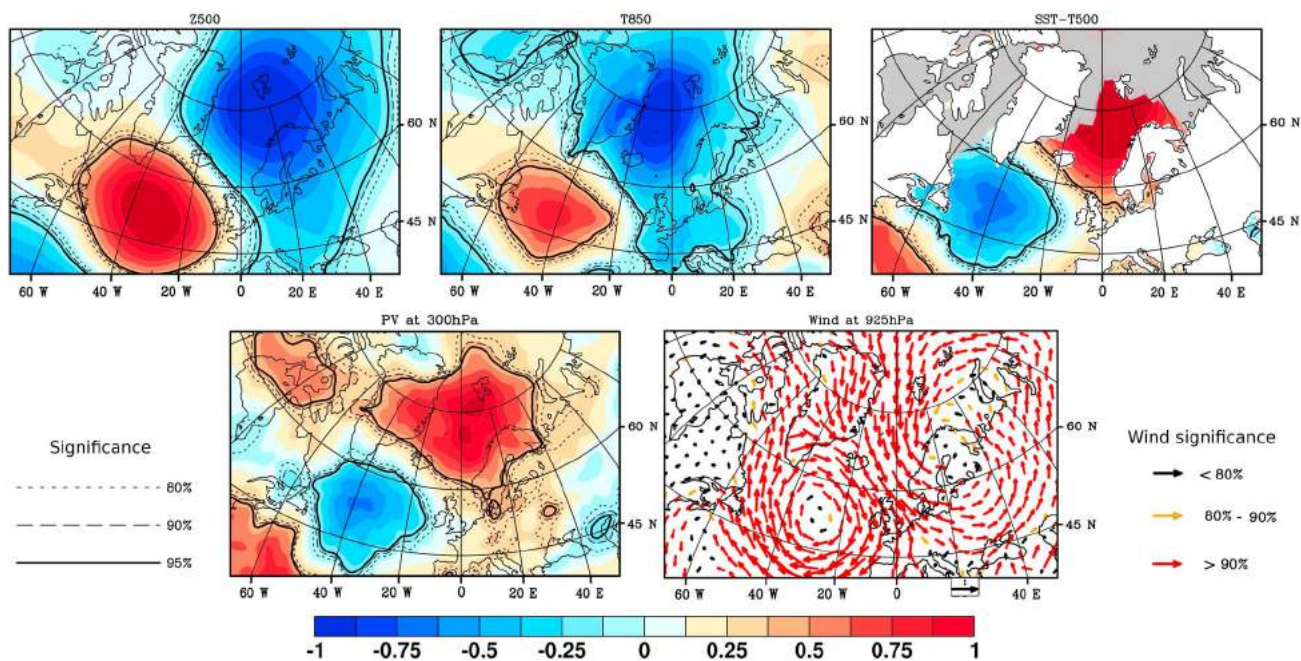 Z500
T850
SST-T500
60 N
45 N
60 W
40 W
20 W
0
20 E
40 E
60 N
45 N
60 W
40 W
20 W
0
20 E
40 E
60 N
45 N
60 W
40 W
20 W
0
20 E
40 E
PV at 300hPa
Wind at 925hPa
60 N
45 N
60 W
40 W
20 W
0
20 E
40 E
60 N
45 N
60 W
40 W
20 W
0
40 E
Significance
80%
90%
95%
Wind significance
< 80%
80% - 90%
> 90%
-1
-0.75
-0.5
-0.25
0
0.25
0.5
0.75
1